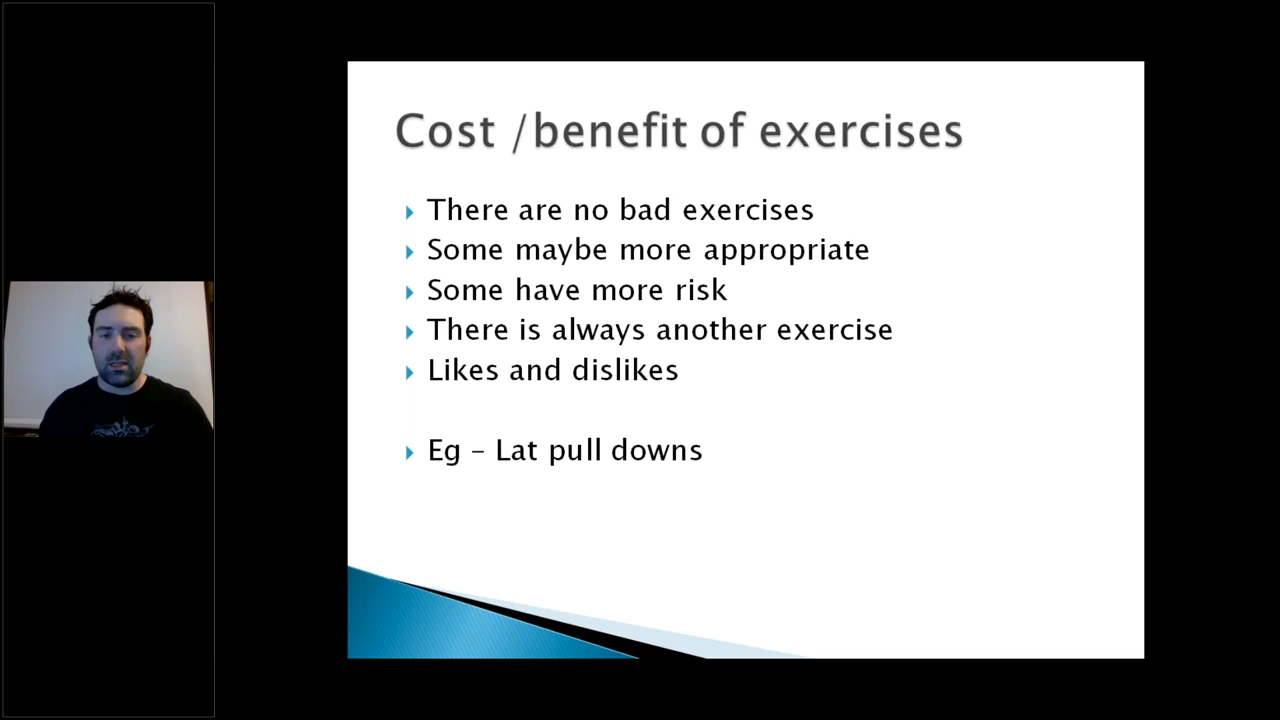 Cost /benefit of exercises
There are no bad exercises
Some maybe more appropriate
Some have more risk
There is always another exercise
Likes and dislikes
Eg – Lat pull downs